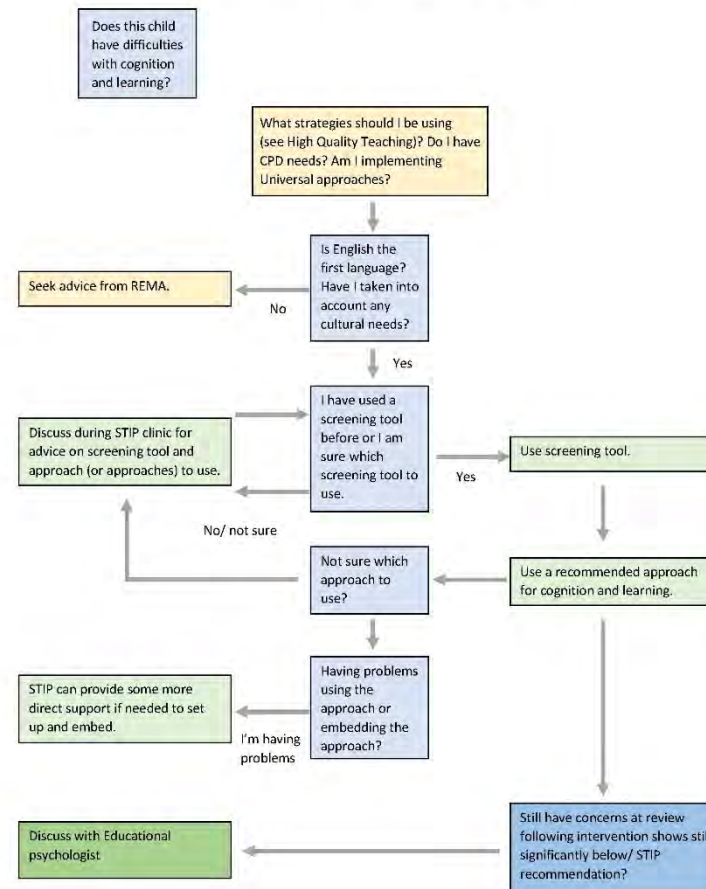 Does this child
have difficulties
with cognition
and learning?
What strategies should I be using
(see High Quality Teaching)? Do I have
CPD needs? Am I implementing
Universal approaches?
Is English the
first language?
Have I taken into
account any
cultural needs?
Seek advice from REMA.
No
Yes
I have used a
screening tool
before or I am
sure which
screening tool to
use.
Discuss during STIP clinic for
advice on screening tool and
approach (or approaches) to use.
Yes
Use screening tool.
No/ not sure
Not sure which
approach to
use?
Use a recommended approach
for cognition and learning.
Having problems
using the
approach or
embedding the
approach?
STIP can provide some more
direct support if needed to set
up and embed.
I'm having
problems
Discuss with Educational
psychologist
Still have concerns at review
following intervention shows still
significantly below/ STIP
recommendation?